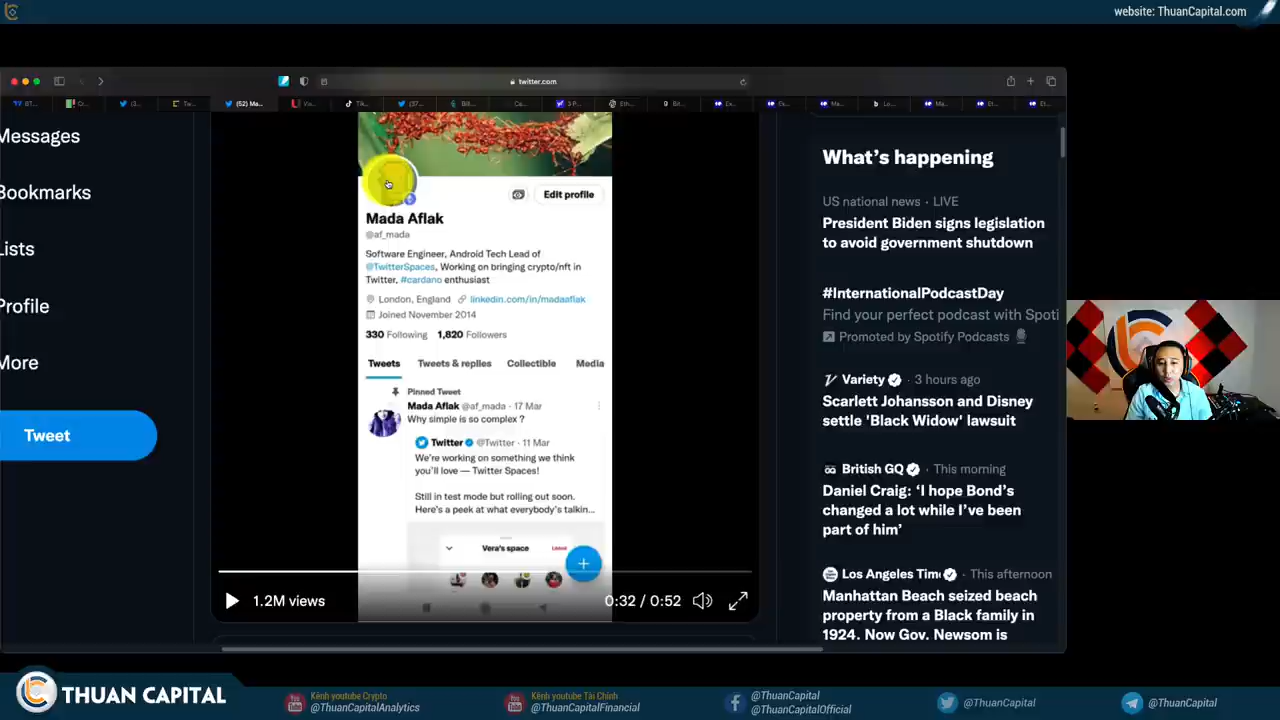 website: ThuanCapital.com
twitter.com
Messages
Bookmarks
Lists
Profile
More
Tweet
Edit profile
Mada Aflak
@af_mada
Software Engineer, Android Tech Lead of
@TwitterSpaces, Working on bringing crypto/nft in
Twitter, #cardano enthusiast
London, England linkedin.com/in/madaaflak
Joined November 2014
330 Following 1,820 Followers
Tweets Tweets & replies Collectible Media
Pinned Tweet
Mada Aflak @af_mada · 17 Mar
Why simple is so complex ?
Twitter @Twitter · 11 Mar
We're working on something we think
you'll love — Twitter Spaces!
Still in test mode but rolling out soon.
Here's a peek at what everybody's talkin...
Vera's space
1.2M views
0:32 / 0:52
What's happening
US national news · LIVE
President Biden signs legislation
to avoid government shutdown
#InternationalPodcastDay
Find your perfect podcast with Spoti
Promoted by Spotify Podcasts
Variety · 3 hours ago
Scarlett Johansson and Disney
settle 'Black Widow' lawsuit
British GQ · This morning
Daniel Craig: 'I hope Bond's
changed a lot while I've been
part of him'
Los Angeles Time · This afternoon
Manhattan Beach seized beach
property from a Black family in
1924. Now Gov. Newsom is
THUAN CAPITAL
Kênh youtube Crypto
@ThuanCapitalAnalytics
Kênh youtube Tài Chính
@ThuanCapitalFinancial
@ThuanCapital
@ThuanCapitalOfficial
@ThuanCapital
@ThuanCapital